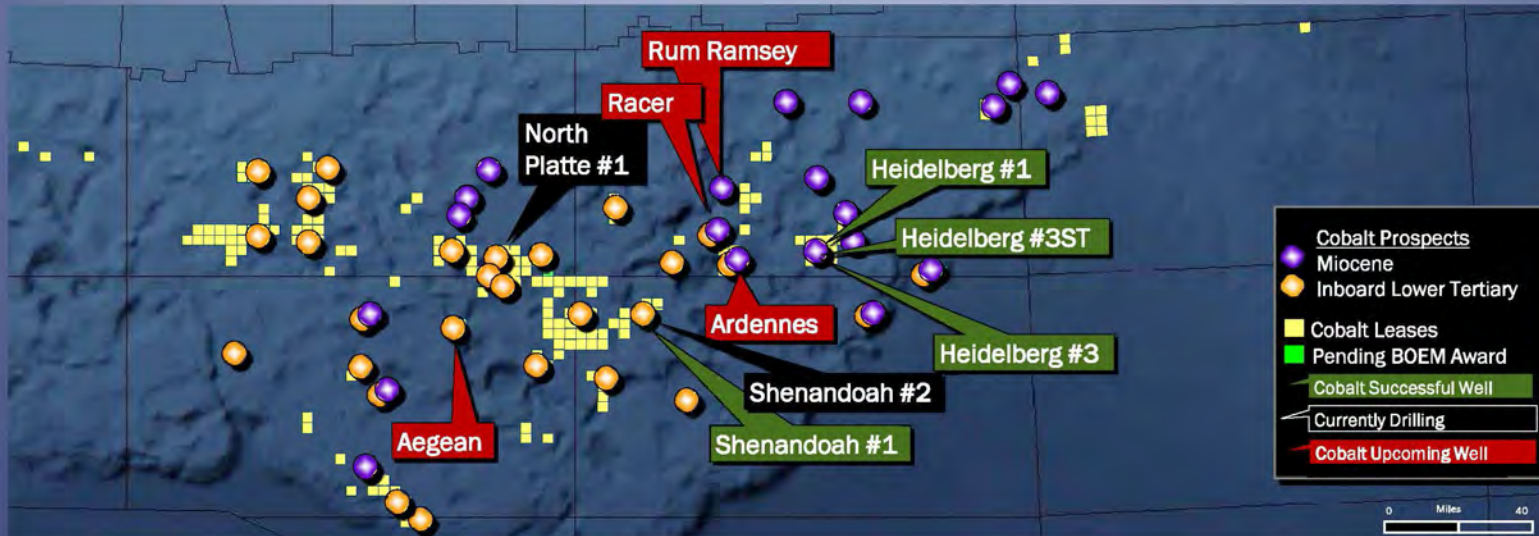 Rum Ramsey
Racer
North
Platte #1
Heidelberg #1
Heidelberg #3ST
Ardennes
Heidelberg #3
Shenandoah #2
Aegean
Shenandoah #1
Cobalt Prospects
Miocene
Inboard Lower Tertiary
Cobalt Leases
Pending BOEM Award
Cobalt Successful Well
Currently Drilling
Cobalt Upcoming Well
0 Miles 40